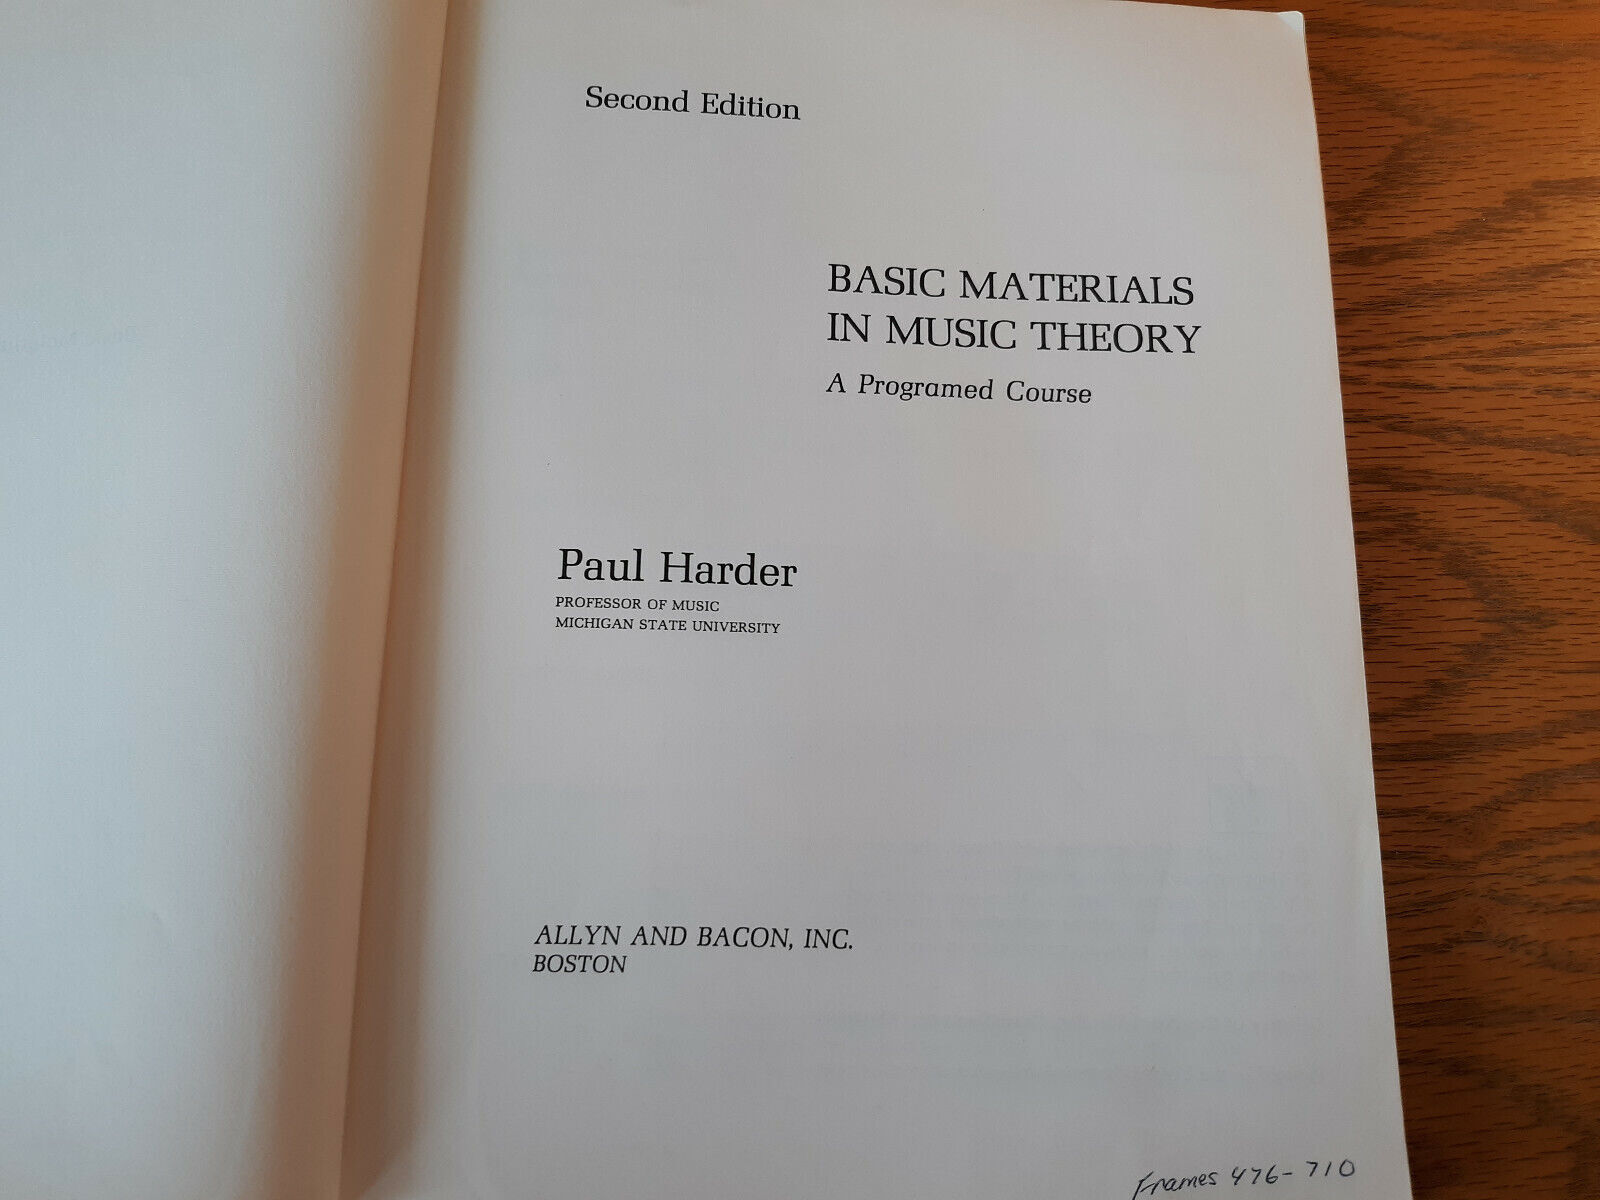 Second Edition
BASIC MATERIALS
IN MUSIC THEORY
A Programed Course
Paul Harder
PROFESSOR OF MUSIC
MICHIGAN STATE UNIVERSITY
ALLYN AND BACON, INC.
BOSTON
Frames 476-710